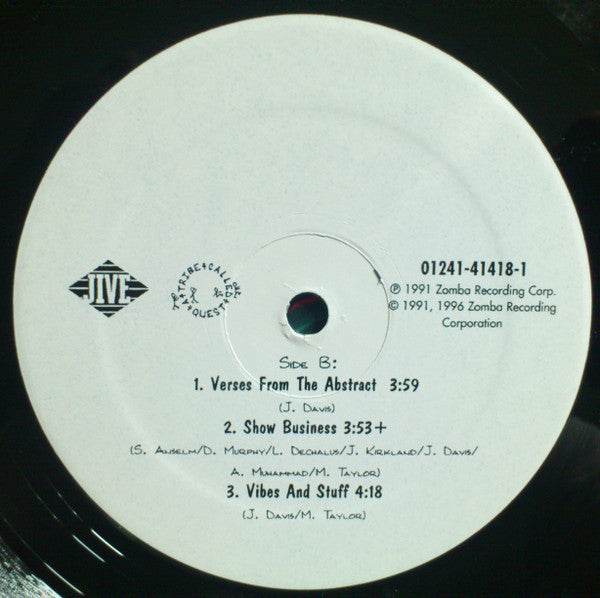 JIVE
A TRIBE CALLED QUEST
01241-41418-1
℗ 1991 Zomba Recording Corp.
© 1991, 1996 Zomba Recording
Corporation
SIDE B:
1. Verses From The Abstract 3:59
(J. DAVIS)
2. Show Business 3:53+
(S. ANSELM/D. MURPHY/L. DECHALUS/J. KIRKLAND/J. DAVIS/
A. MUHAMMAD/M. TAYLOR)
3. Vibes And Stuff 4:18
(J. DAVIS/M. TAYLOR)